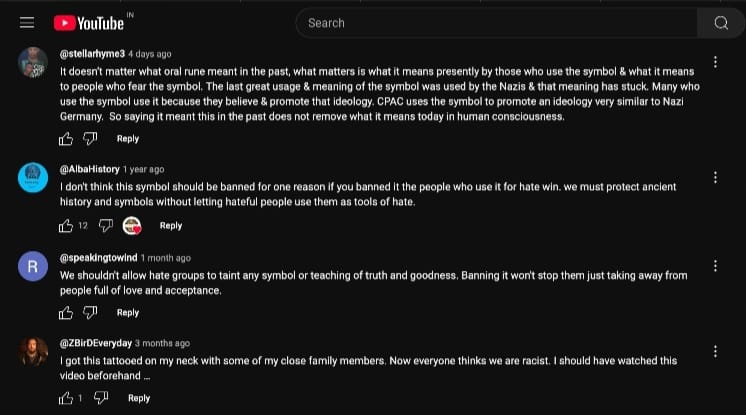 YouTube IN
Search
@stellarhyme3 4 days ago
It doesn't matter what oral rune meant in the past, what matters is what it means presently by those who use the symbol & what it means
to people who fear the symbol. The last great usage & meaning of the symbol was used by the Nazis & that meaning has stuck. Many who
use the symbol use it because they believe & promote that ideology. CPAC uses the symbol to promote an ideology very similar to Nazi
Germany. So saying it meant this in the past does not remove what it means today in human consciousness.
Reply
@AlbaHistory 1 year ago
I don't think this symbol should be banned for one reason if you banned it the people who use it for hate win. we must protect ancient
history and symbols without letting hateful people use them as tools of hate.
12 Reply
R
@speakingtowind 1 month ago
We shouldn't allow hate groups to taint any symbol or teaching of truth and goodness. Banning it won't stop them just taking away from
people full of love and acceptance.
Reply
@ZBirDEveryday 3 months ago
I got this tattooed on my neck with some of my close family members. Now everyone thinks we are racist. I should have watched this
video beforehand ...
1 Reply